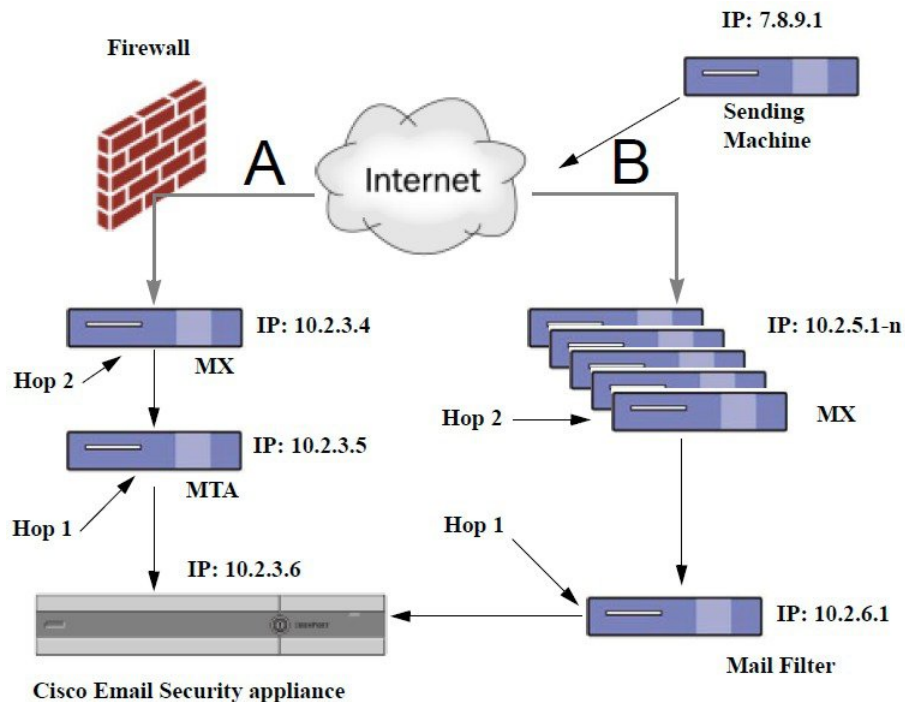 IP: 7.8.9.1
Firewall
Sending
Machine
A
Internet
B
IP: 10.2.3.4
IP: 10.2.5.1-n
MX
Hop 2
MX
Hop 2
IP: 10.2.3.5
MTA
Hop 1
Hop 1
IP: 10.2.3.6
IP: 10.2.6.1
Mail Filter
Cisco Email Security appliance